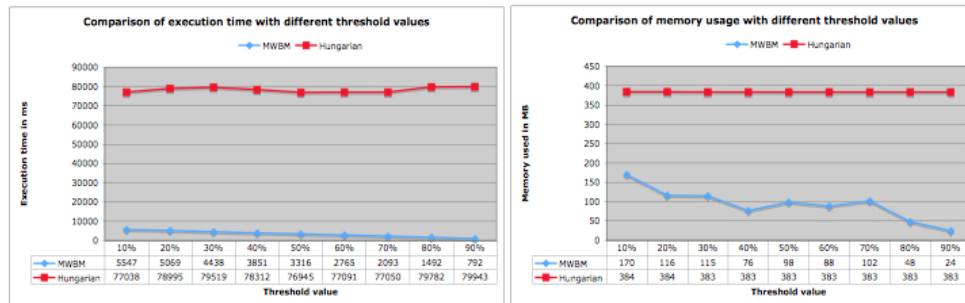 Comparison of execution time with different threshold values
MWBM Hungarian
90000
80000
70000
60000
50000
40000
30000
20000
10000
0
Execution time in ms
10% 20% 30% 40% 50% 60% 70% 80% 90%
MWBM 5547 5069 4438 3851 3316 2765 2093 1492 792
Hungarian 77038 78995 79519 78312 76945 77091 77050 79782 79943
Threshold value
Comparison of memory usage with different threshold values
MWBM Hungarian
450
400
350
300
250
200
150
100
50
0
Memory used in MB
10% 20% 30% 40% 50% 60% 70% 80% 90%
MWBM 170 116 115 76 98 88 102 48 24
Hungarian 384 384 383 383 383 383 383 383 383
Threshold value